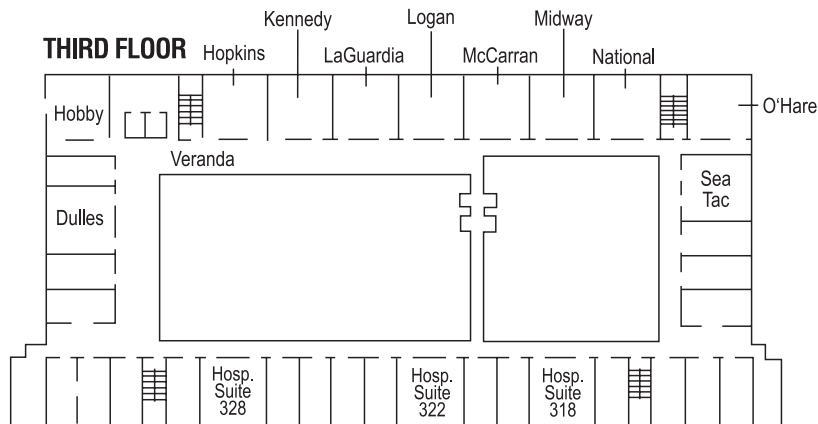 THIRD FLOOR
Hopkins
Kennedy
LaGuardia
Logan
McCarran
Midway
National
O'Hare
Hobby
Veranda
Dulles
Sea
Tac
Hosp.
Suite
328
Hosp.
Suite
322
Hosp.
Suite
318